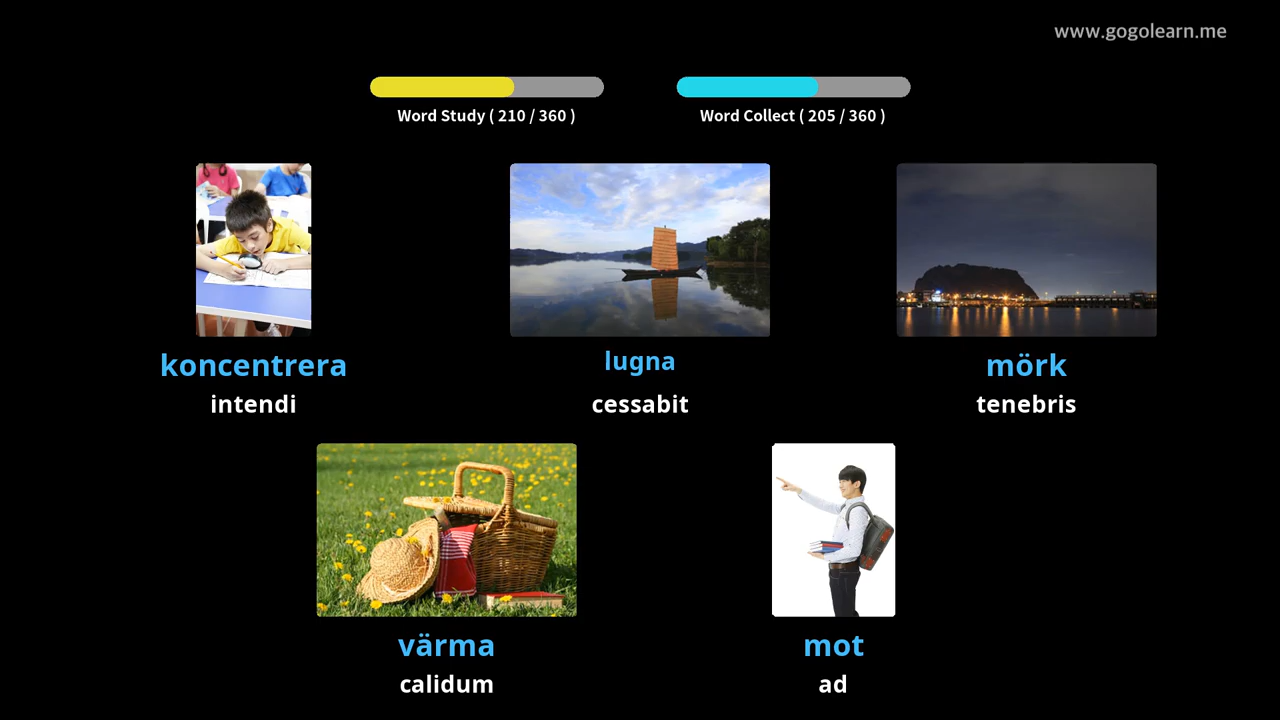 www.gogolearn.me
Word Study ( 210 / 360 )
Word Collect ( 205 / 360 )
koncentrera
intendi
lugna
cessabit
mörk
tenebris
värma
calidum
mot
ad